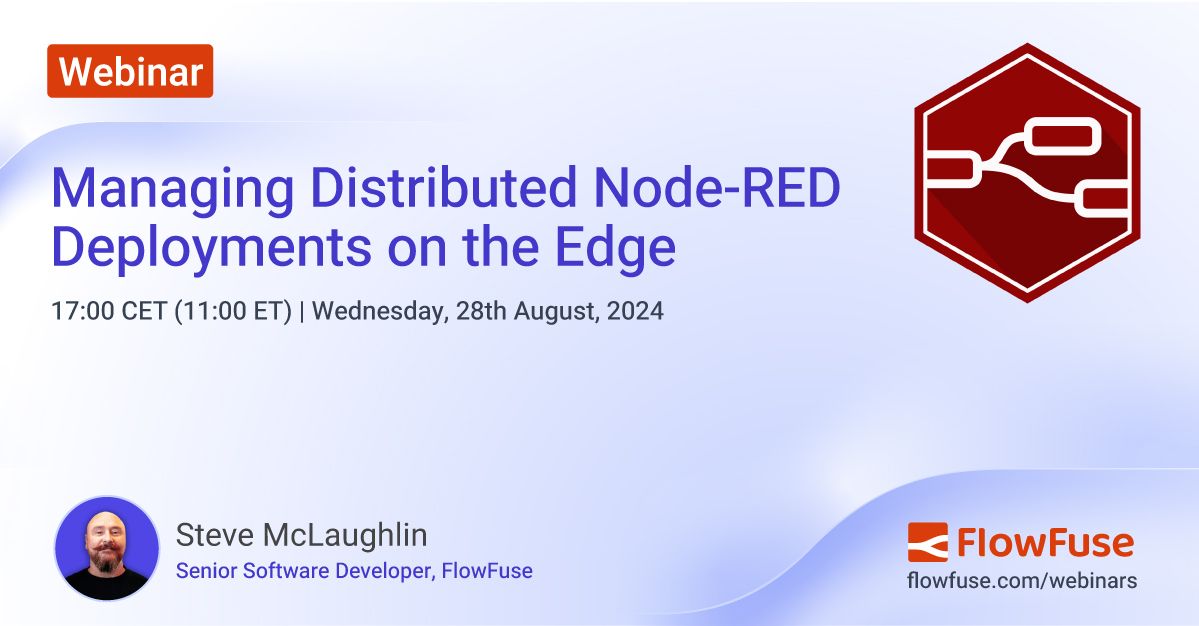 Webinar
Managing Distributed Node-RED
Deployments on the Edge
17:00 CET (11:00 ET) | Wednesday, 28th August, 2024
Steve McLaughlin
Senior Software Developer, FlowFuse
FlowFuse
flowfuse.com/webinars